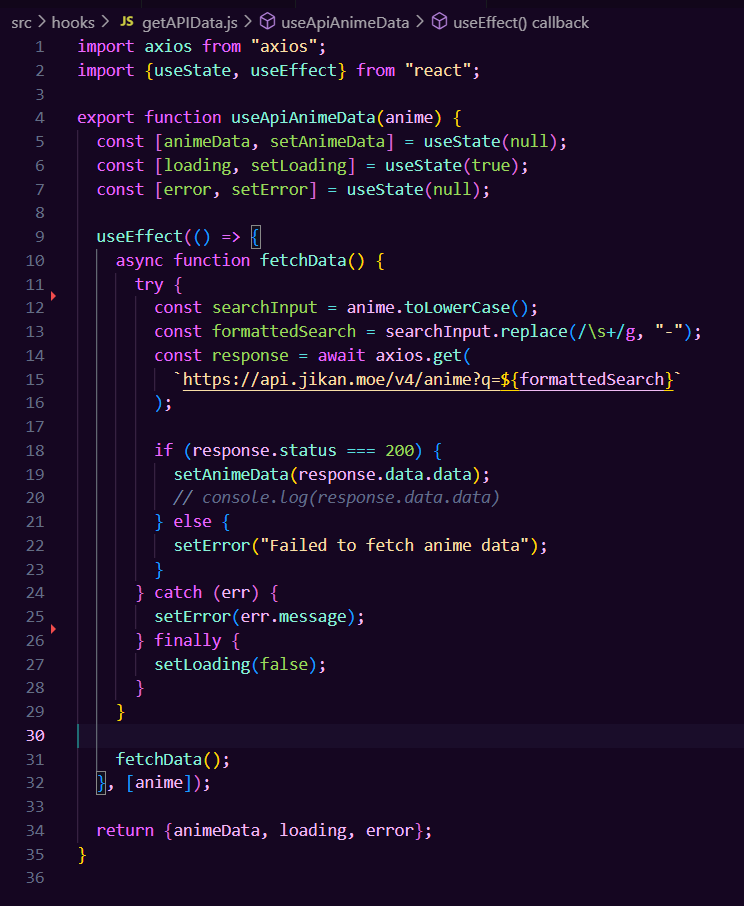 src > hooks > JS getAPIData.js > useApiAnimeData > useEffect() callback
1 import axios from "axios";
2 import {useState, useEffect} from "react";
3
4 export function useApiAnimeData(anime) {
5   const [animeData, setAnimeData] = useState(null);
6   const [loading, setLoading] = useState(true);
7   const [error, setError] = useState(null);
8
9   useEffect(() => {
10     async function fetchData() {
11       try {
12         const searchInput = anime.toLowerCase();
13         const formattedSearch = searchInput.replace(/\s+/g, "-");
14         const response = await axios.get(
15           `https://api.jikan.moe/v4/anime?q=${formattedSearch}`
16         );
17
18         if (response.status === 200) {
19           setAnimeData(response.data.data);
20           // console.log(response.data.data)
21         } else {
22           setError("Failed to fetch anime data");
23         }
24       } catch (err) {
25         setError(err.message);
26       } finally {
27         setLoading(false);
28       }
29     }
30
31     fetchData();
32   }, [anime]);
33
34   return {animeData, loading, error};
35 }
36